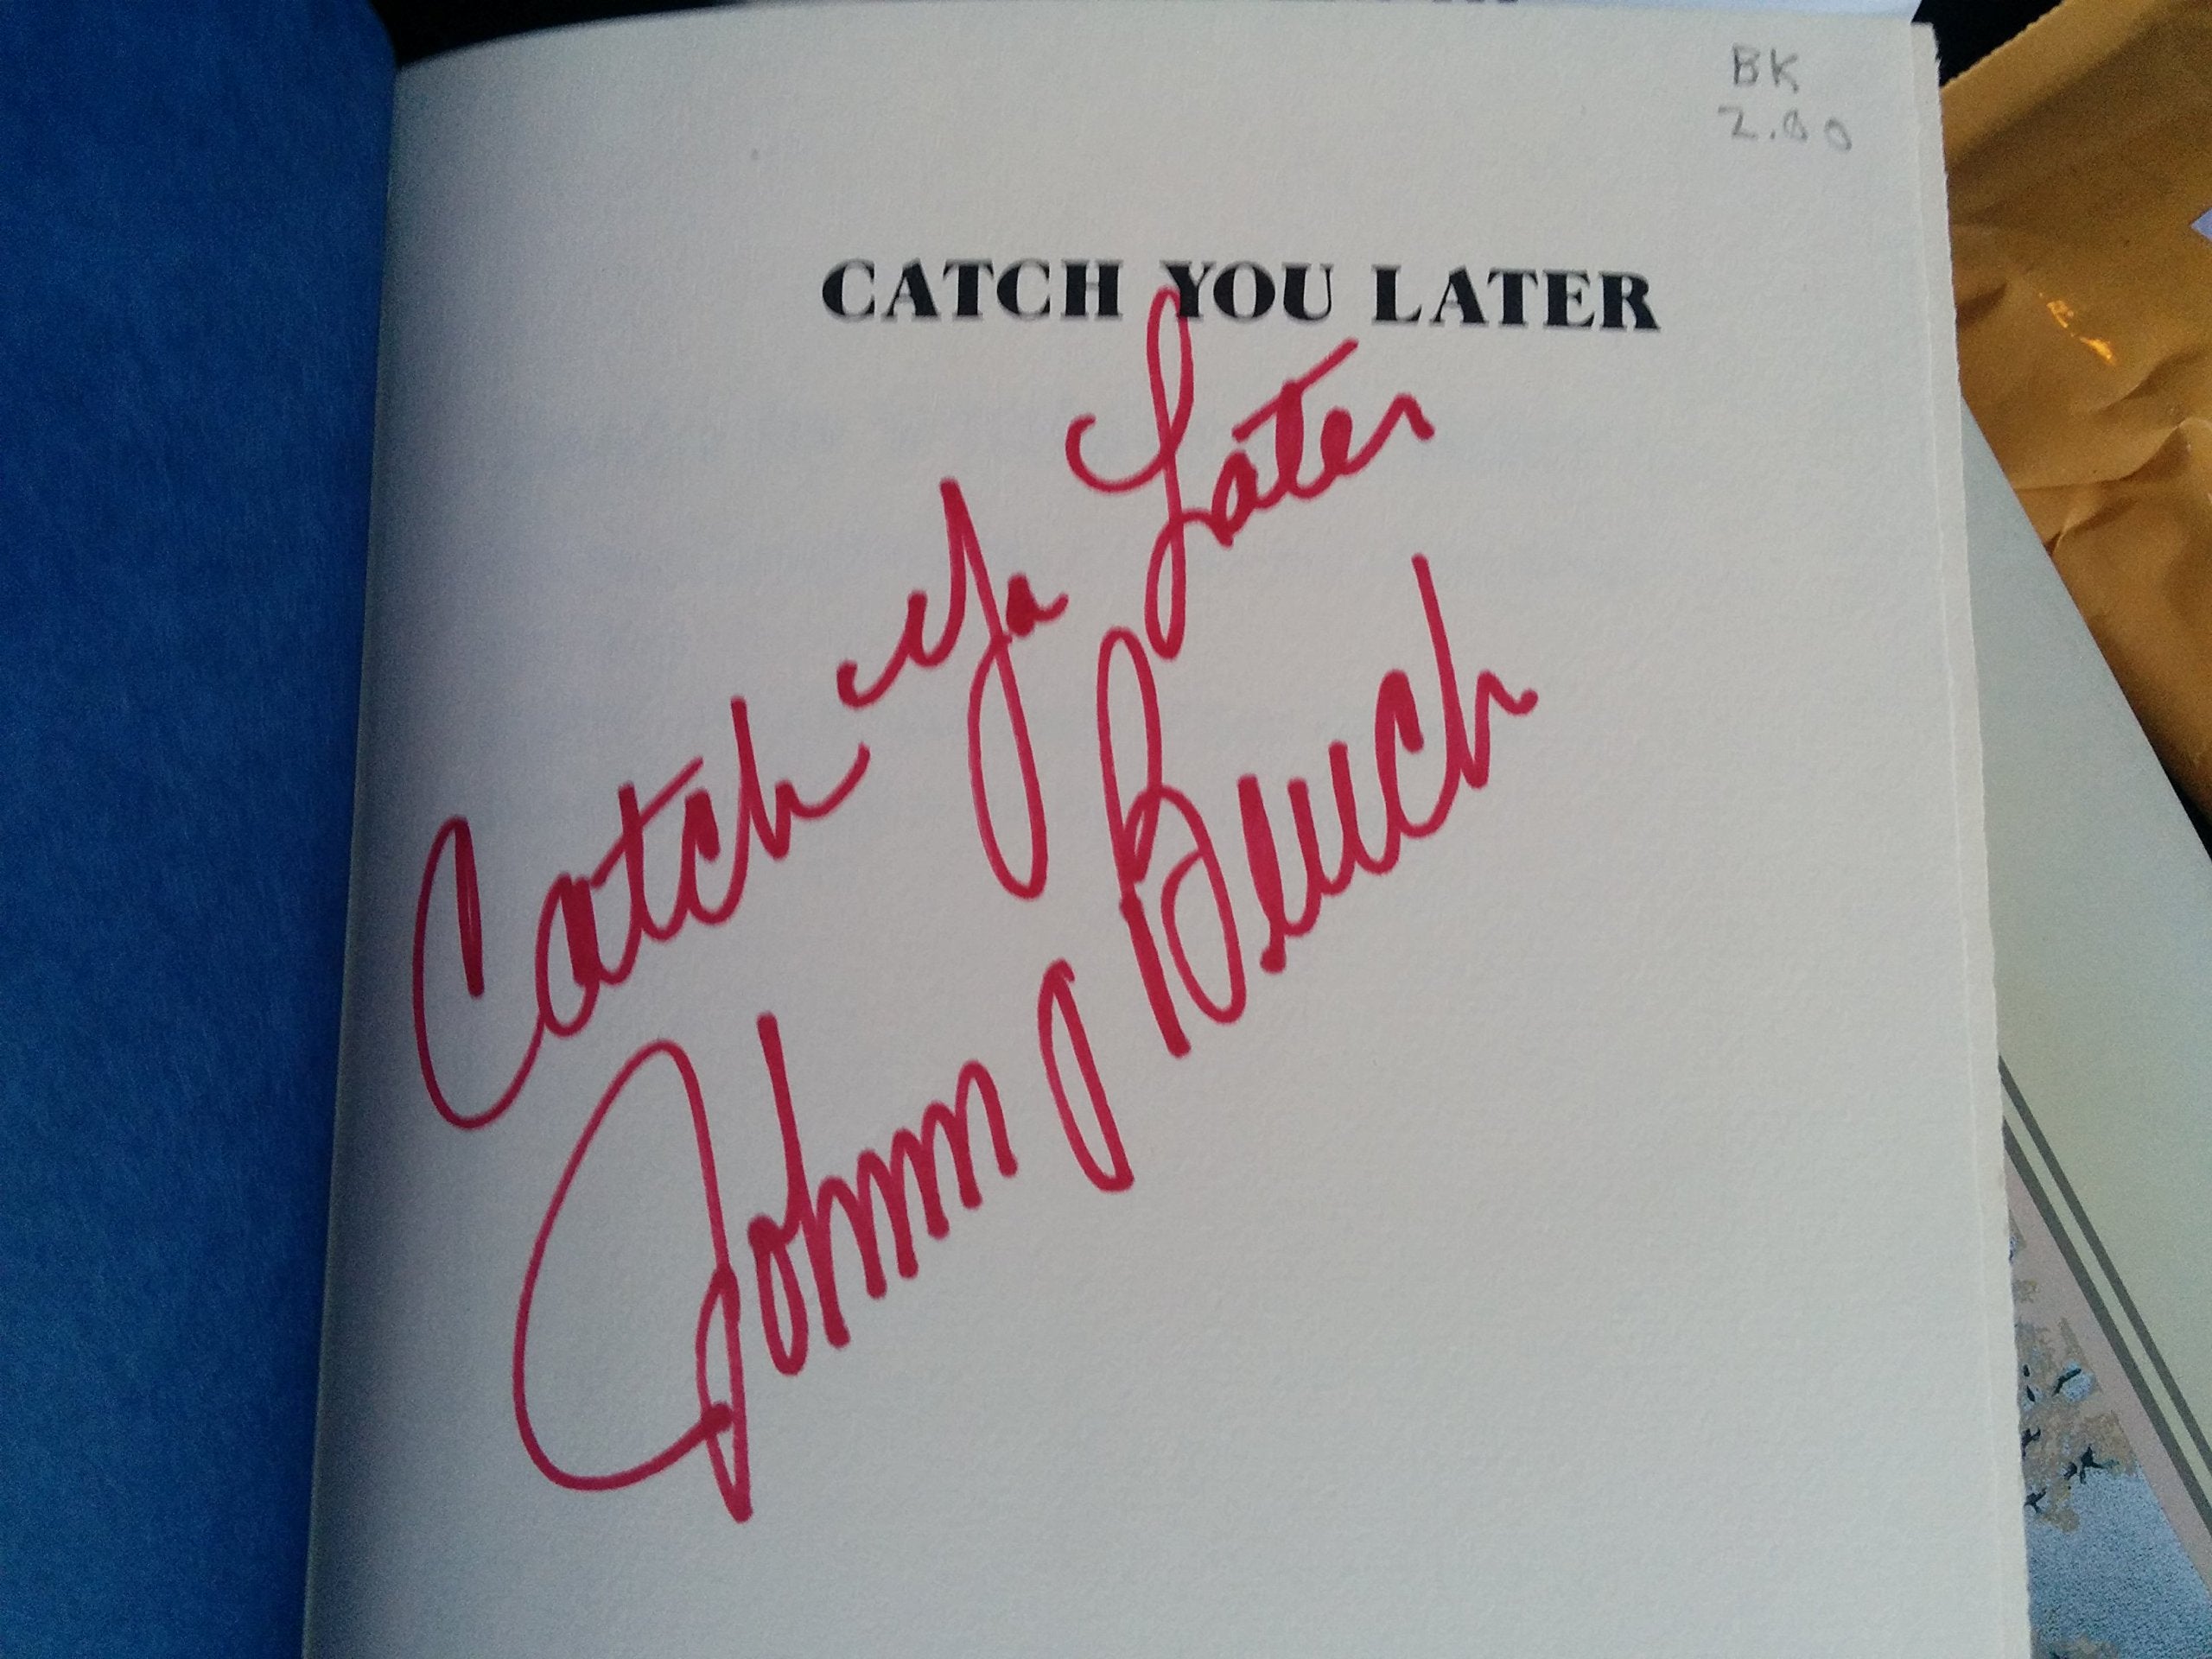 BK
2.00
CATCH YOU LATER
Catch Ya Later
Johnny Bench